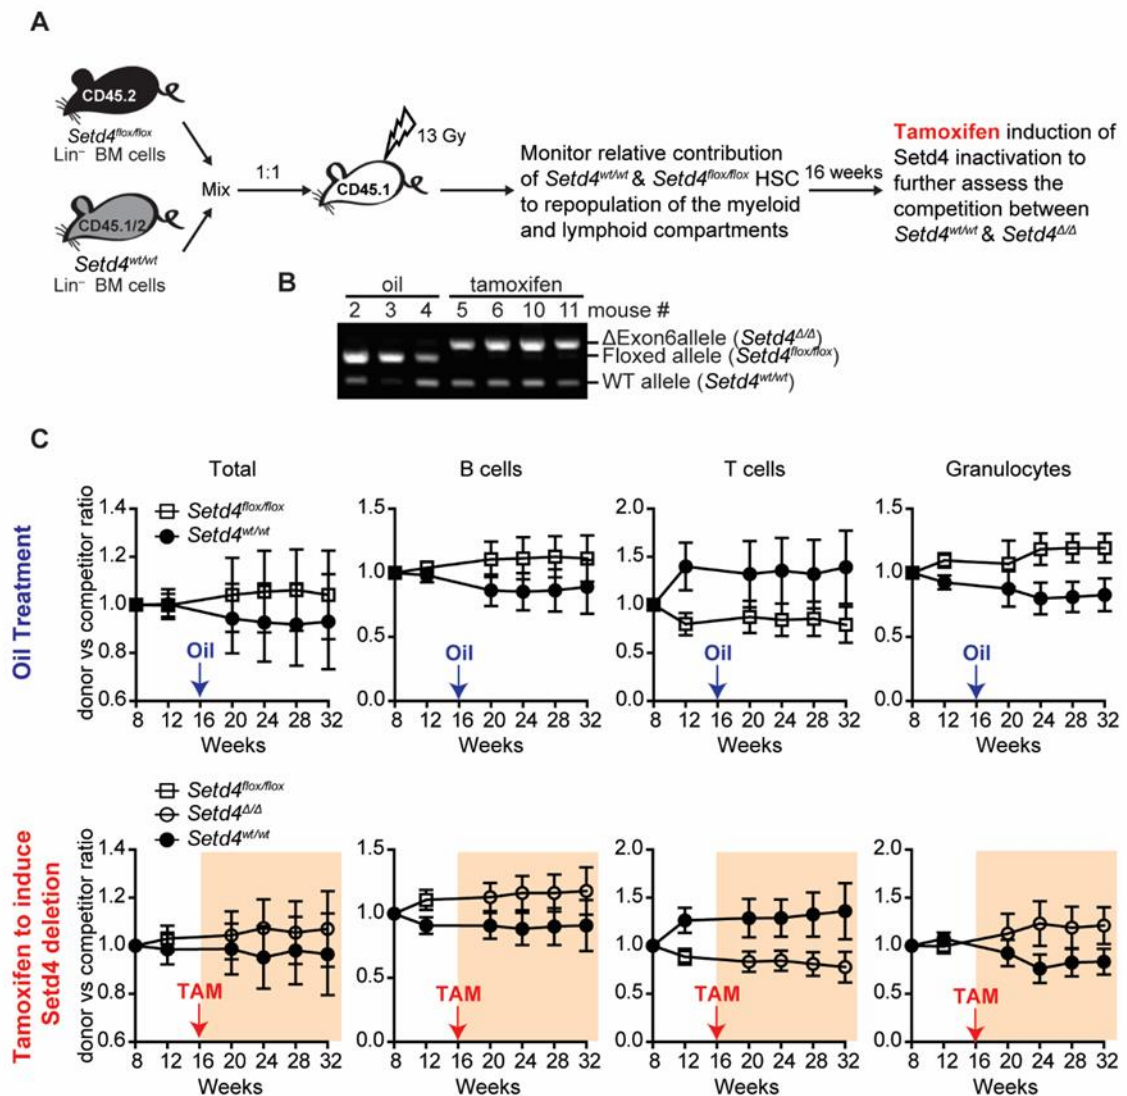 A
CD45.2
Setd4flox/flox
Lin– BM cells
CD45.1/2
Setd4wt/wt
Lin– BM cells
Mix
1:1
CD45.1
13 Gy
Monitor relative contribution
of Setd4wt/wt & Setd4flox/flox HSC
to repopulation of the myeloid
and lymphoid compartments
16 weeks
Tamoxifen induction of
Setd4 inactivation to
further assess the
competition between
Setd4wt/wt & Setd4Δ/Δ
B
oil tamoxifen
2 3 4 5 6 10 11 mouse #
ΔExon6allele (Setd4Δ/Δ)
Floxed allele (Setd4flox/flox)
WT allele (Setd4wt/wt)
C
Oil Treatment
Total
donor vs competitor ratio
1.4
1.2
1.0
0.8
0.6
Setd4flox/flox
Setd4wt/wt
Oil
8 12 16 20 24 28 32
Weeks
B cells
1.5
1.0
0.5
0.0
Oil
8 12 16 20 24 28 32
Weeks
T cells
2.0
1.5
1.0
0.5
0.0
Oil
8 12 16 20 24 28 32
Weeks
Granulocytes
1.5
1.0
0.5
0.0
Oil
8 12 16 20 24 28 32
Weeks
Tamoxifen to induce
Setd4 deletion
Setd4flox/flox
Setd4Δ/Δ
Setd4wt/wt
donor vs competitor ratio
1.4
1.2
1.0
0.8
0.6
TAM
8 12 16 20 24 28 32
Weeks
1.5
1.0
0.5
0.0
TAM
8 12 16 20 24 28 32
Weeks
2.0
1.5
1.0
0.5
0.0
TAM
8 12 16 20 24 28 32
Weeks
2.0
1.5
1.0
0.5
0.0
TAM
8 12 16 20 24 28 32
Weeks